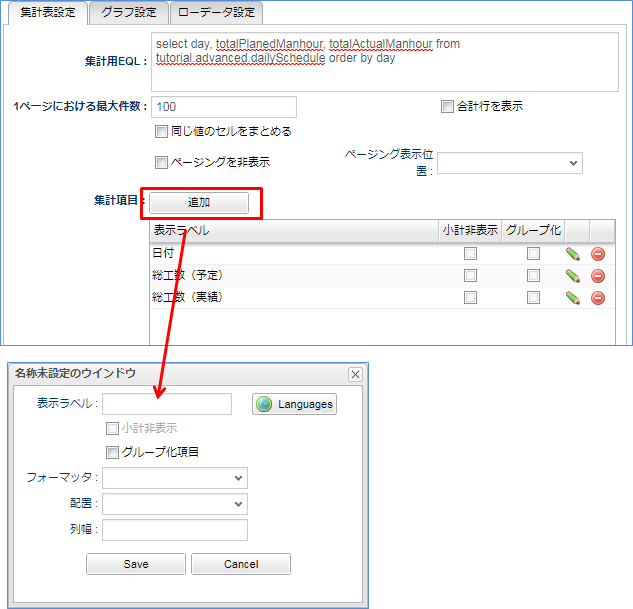 集計表設定 グラフ設定 ローデータ設定
集計用EQL :
select day, totalPlanedManhour, totalActualManhour from
tutorial.advanced.dailySchedule order by day
1ページにおける最大件数 : 100 合計行を表示
同じ値のセルをまとめる
ページングを非表示 ページング表示位
置 :
集計項目 : 追加
表示ラベル 小計非表示 グループ化
日付
総工数（予定）
総工数（実績）
名称未設定のウインドウ
表示ラベル : Languages
小計非表示
グループ化項目
フォーマッタ :
配置 :
列幅 :
Save Cancel